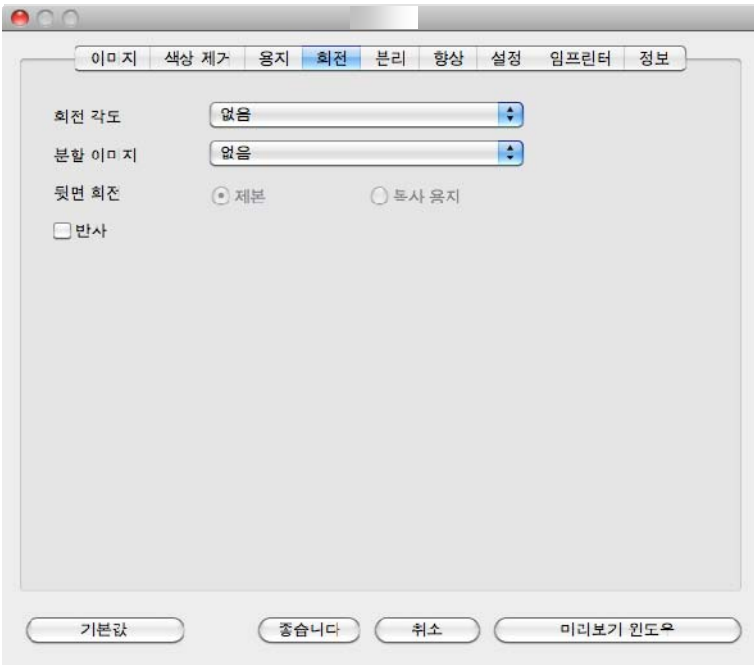 이미지 색상 제거 용지 회전 분리 향상 설정 임프린터 정보
회전 각도 없음
분할 이미지 없음
뒷면 회전 제본 톡사 용지
반사
기본값 좋습니다 취소 미리보기 윈도우